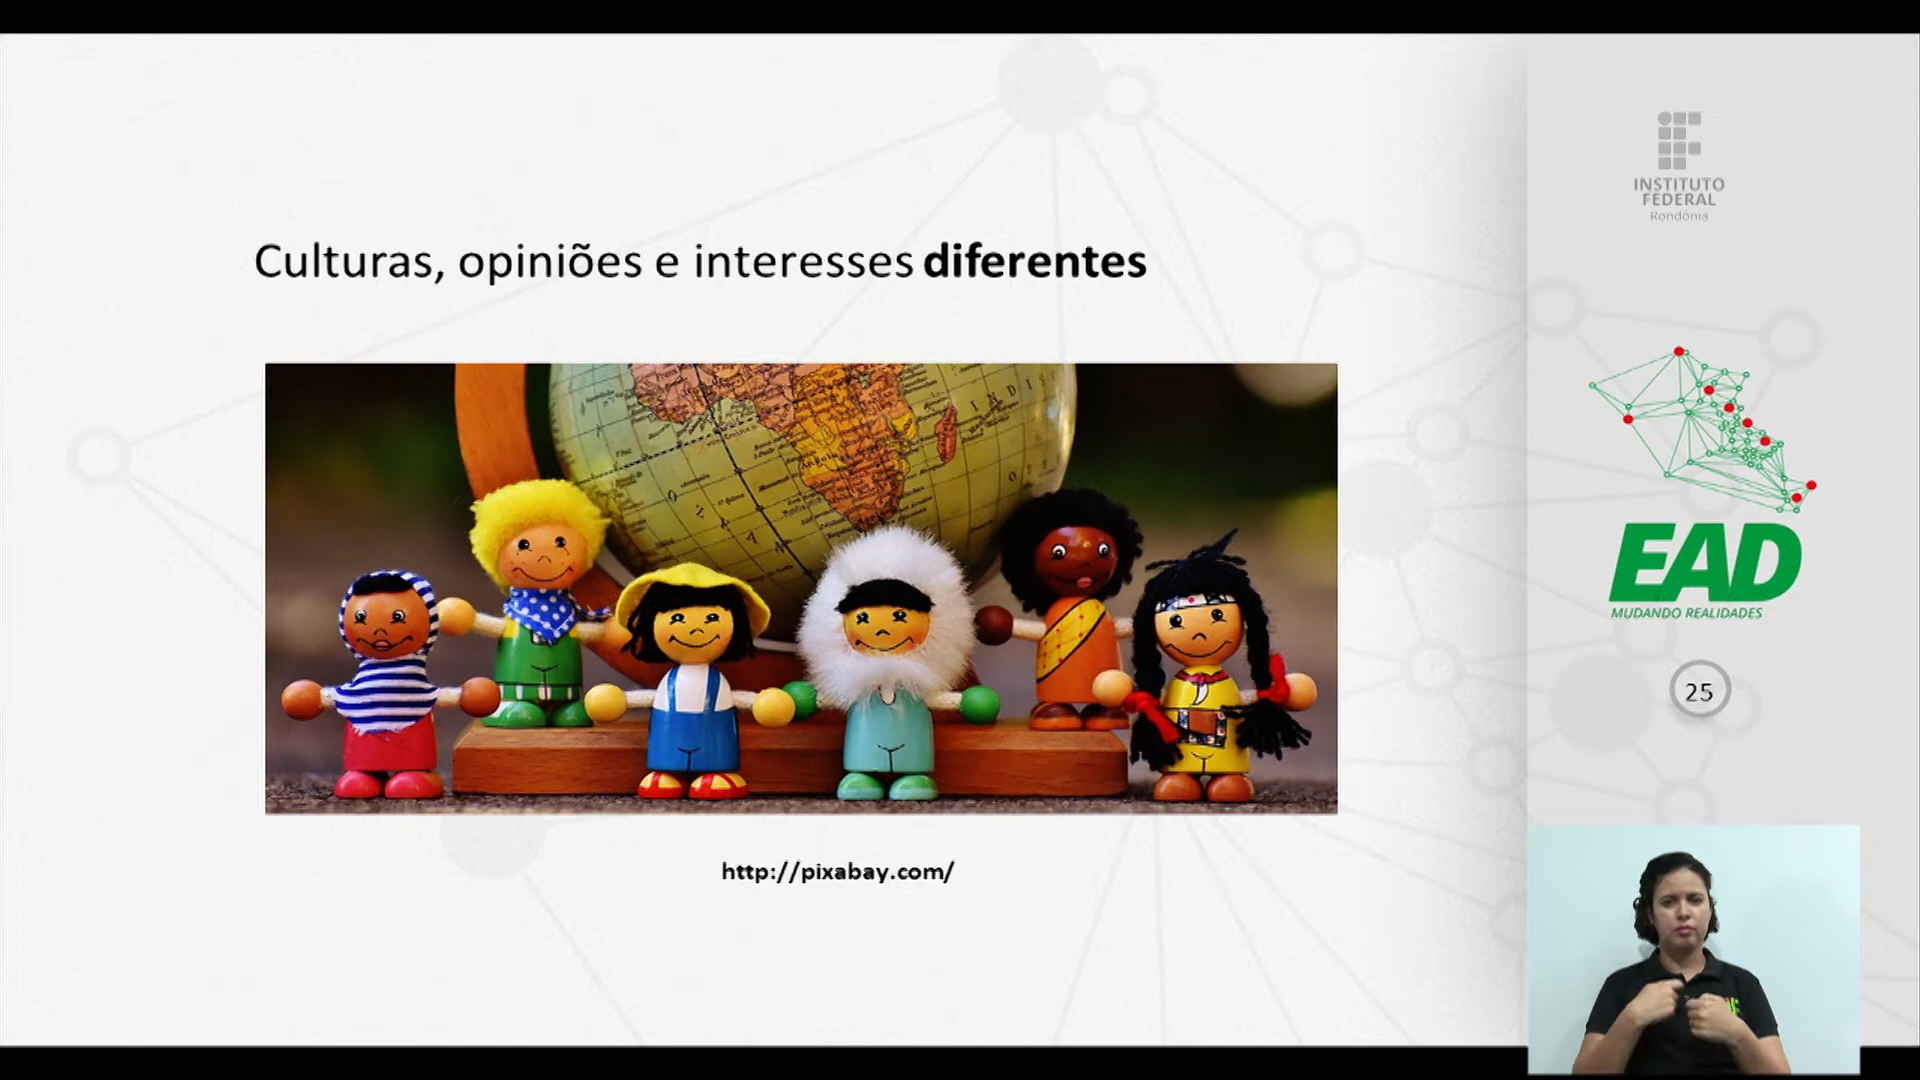 Culturas, opiniões e interesses diferentes
http://pixabay.com/
INSTITUTO
FEDERAL
Rondônia
EAD
MUDANDO REALIDADES
25